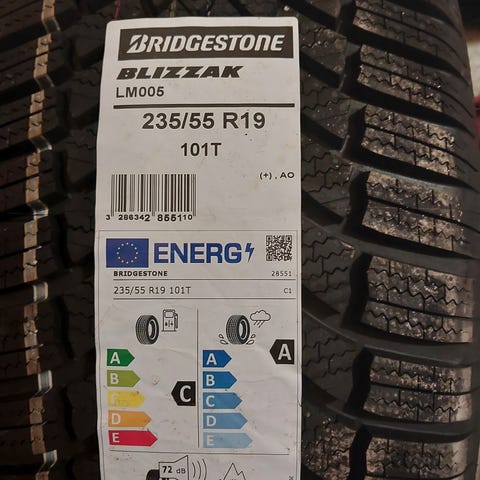 BRIDGESTONE
BLIZZAK
LM005
235/55 R19
101T
(+), AO
3 286342 855110
ENERG
BRIDGESTONE 28551
235/55 R19 101T C1
A A
A
B B
C C
C
D D
E E
72 dB